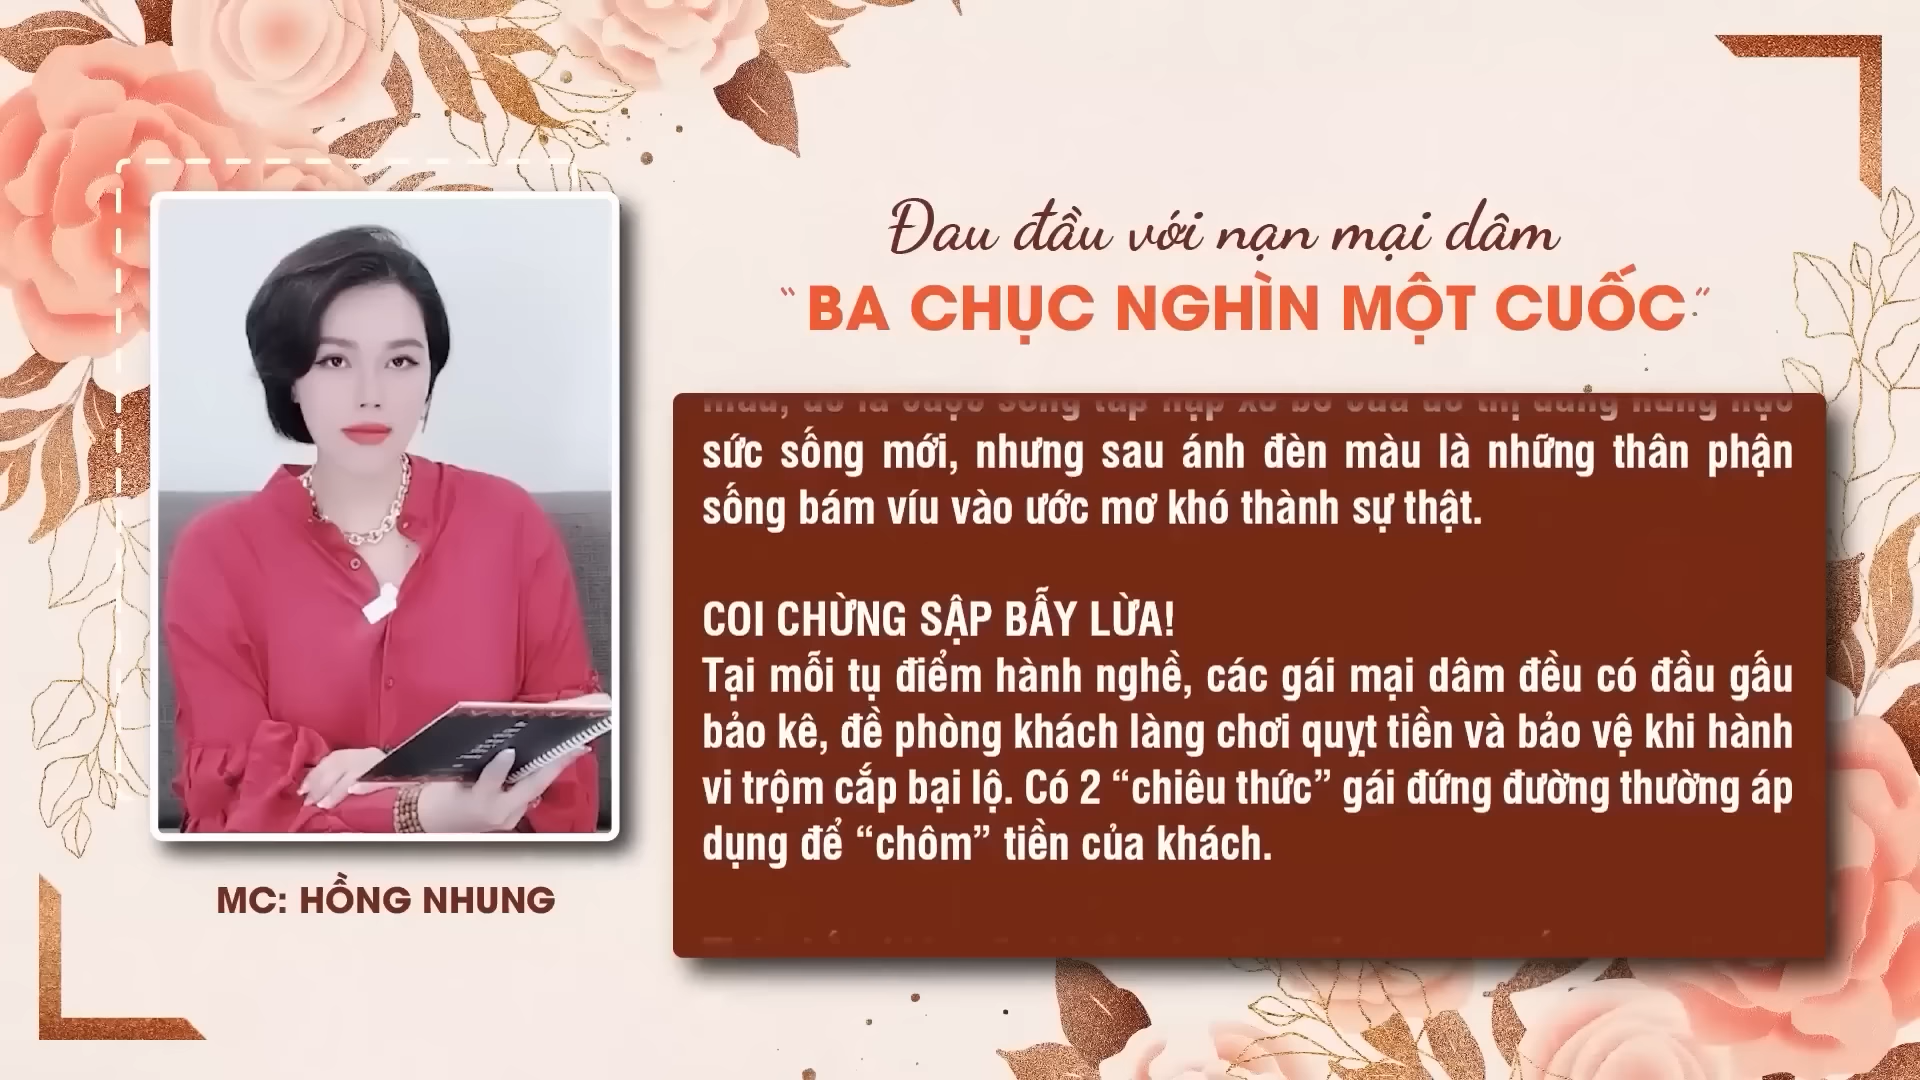 Đau đầu với nạn mại dâm
"BA CHỤC NGHÌN MỘT CUỐC"
sức sống mới, nhưng sau ánh đèn màu là những thân phận
sống bám víu vào ước mơ khó thành sự thật.
COI CHỪNG SẬP BẪY LỪA!
Tại mỗi tụ điểm hành nghề, các gái mại dâm đều có đầu gấu
bảo kê, đề phòng khách làng chơi quỵt tiền và bảo vệ khi hành
vi trộm cắp bại lộ. Có 2 “chiêu thức” gái đứng đường thường áp
dụng để “chôm” tiền của khách.
MC: HỒNG NHUNG